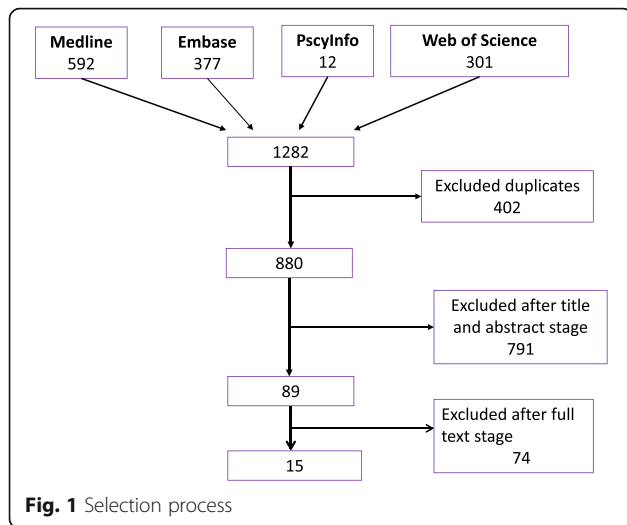 Medline
592
Embase
377
PscyInfo
12
Web of Science
301
1282
Excluded duplicates
402
880
Excluded after title
and abstract stage
791
89
Excluded after full
text stage
74
15
Fig. 1 Selection process